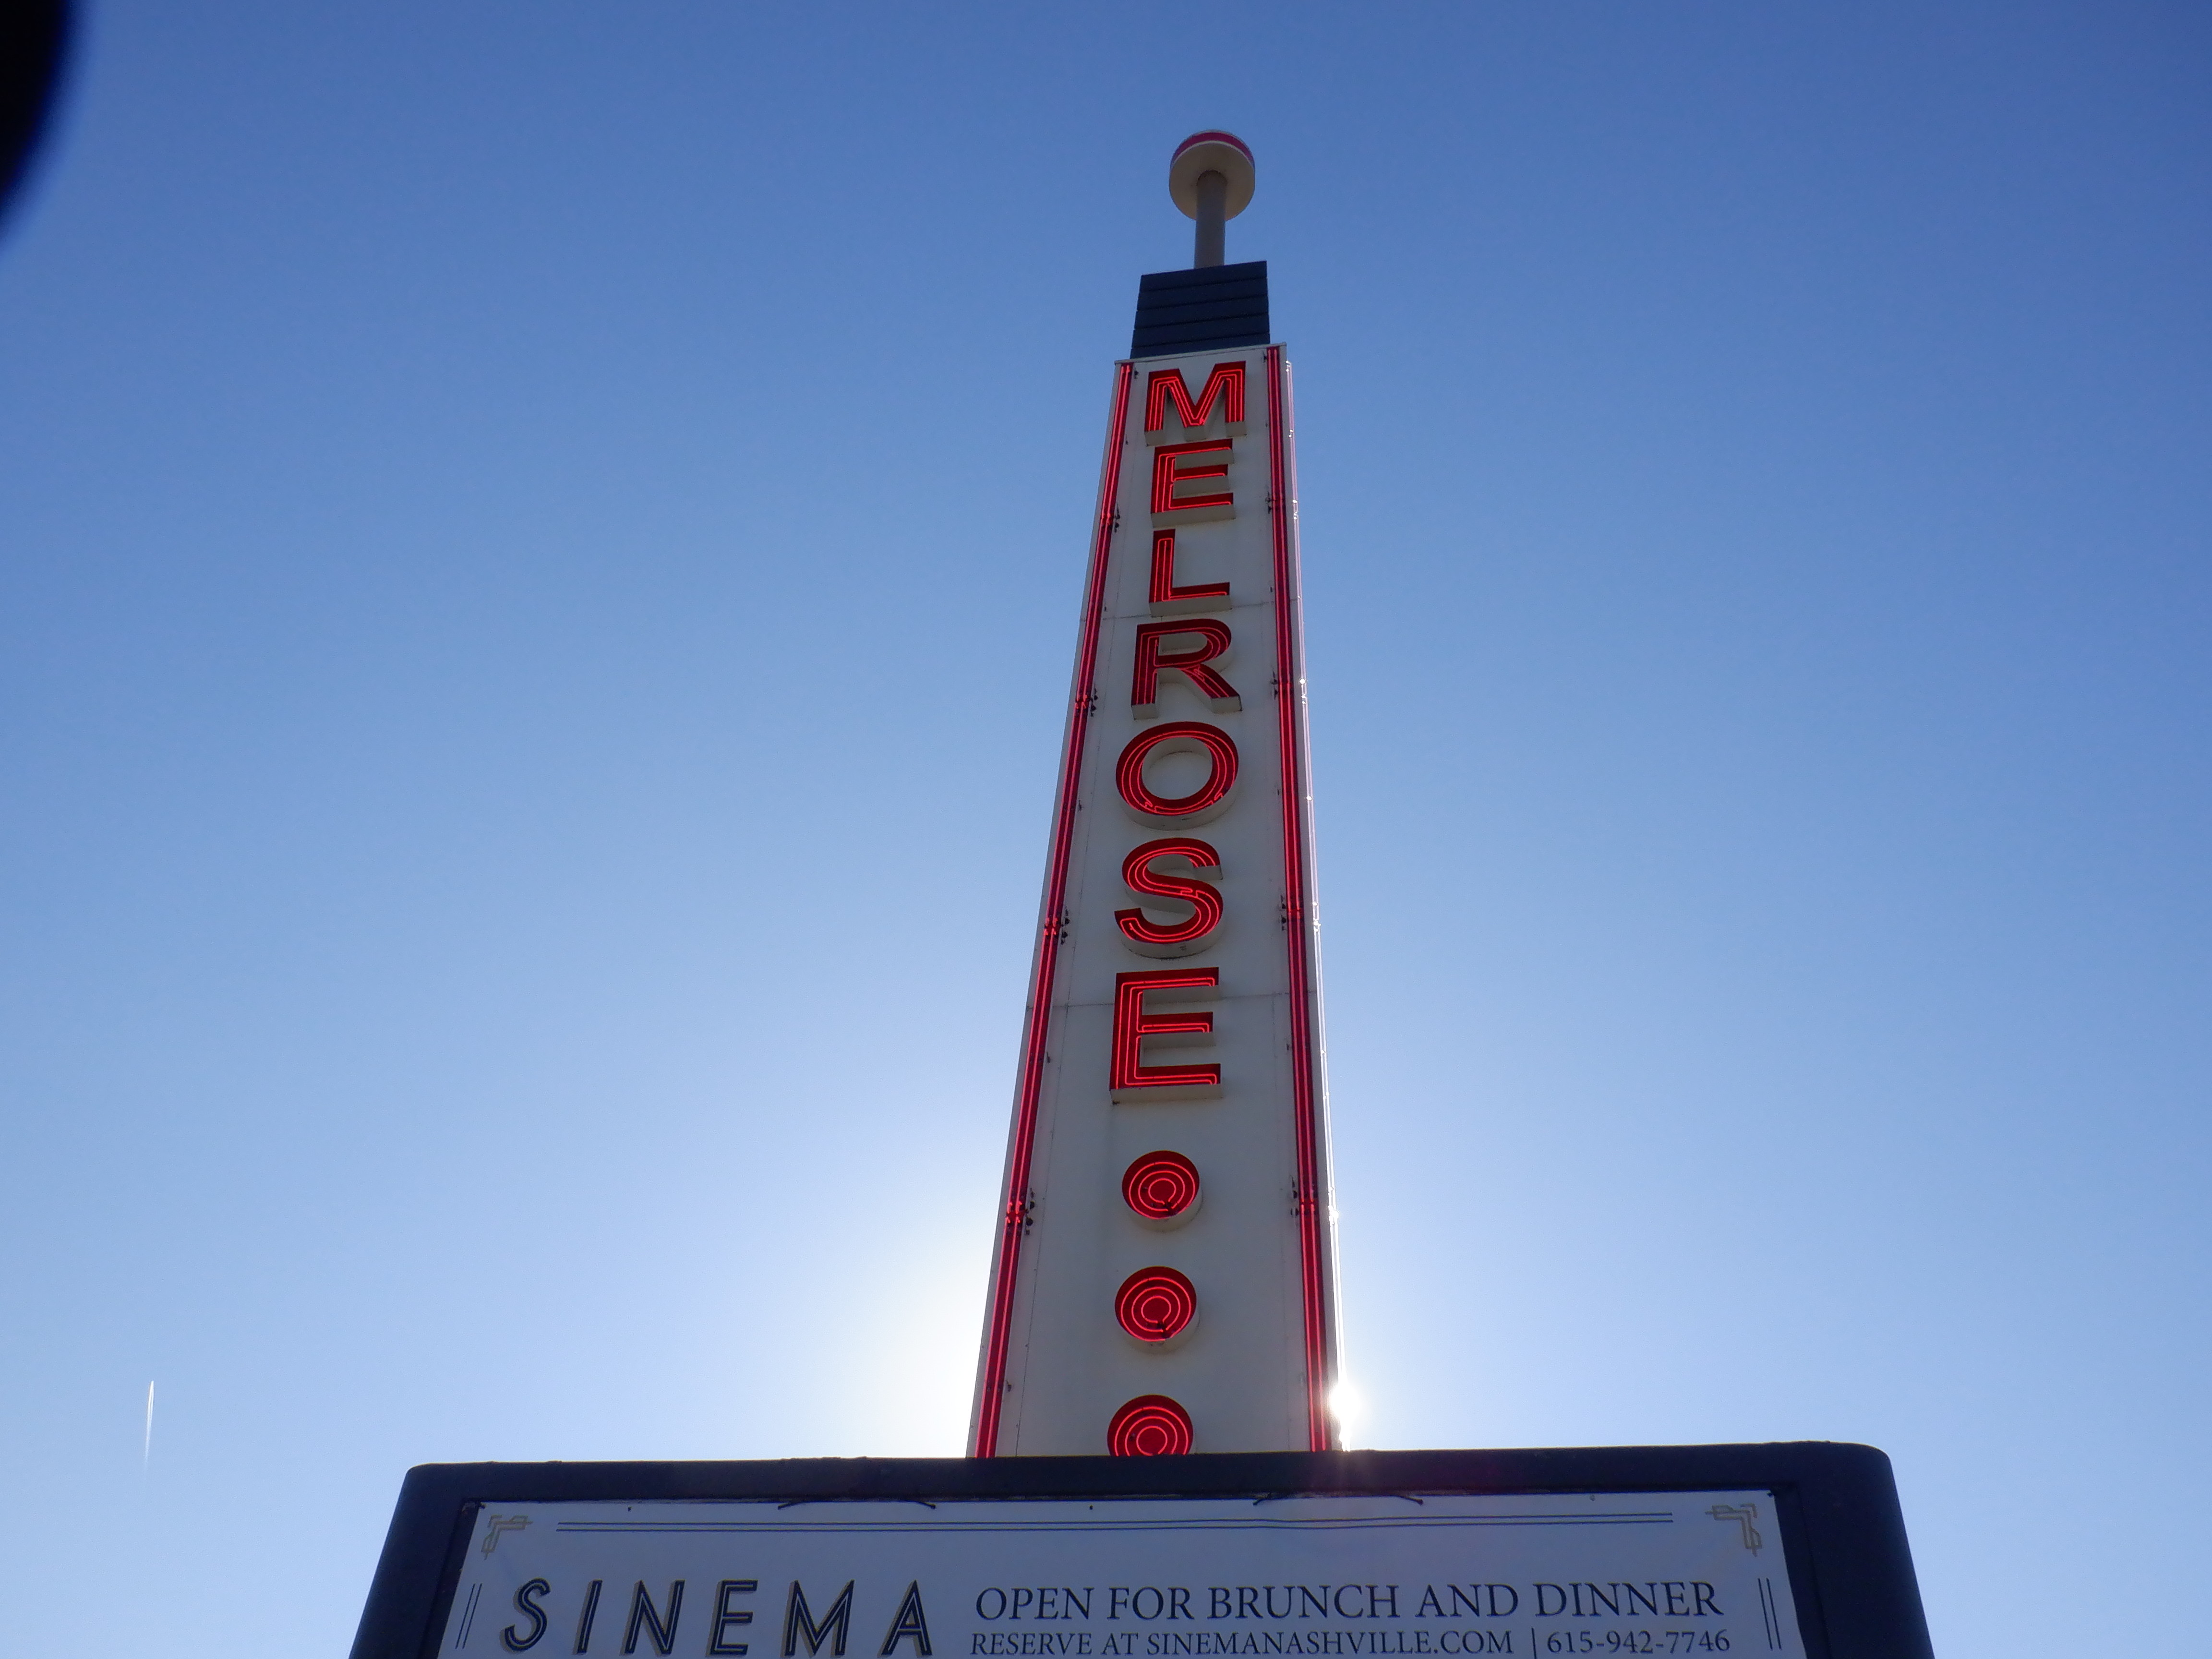 MELROSE
SINEMA
OPEN FOR BRUNCH AND DINNER
RESERVE AT SINEMANASHVILLE.COM | 615-942-7746